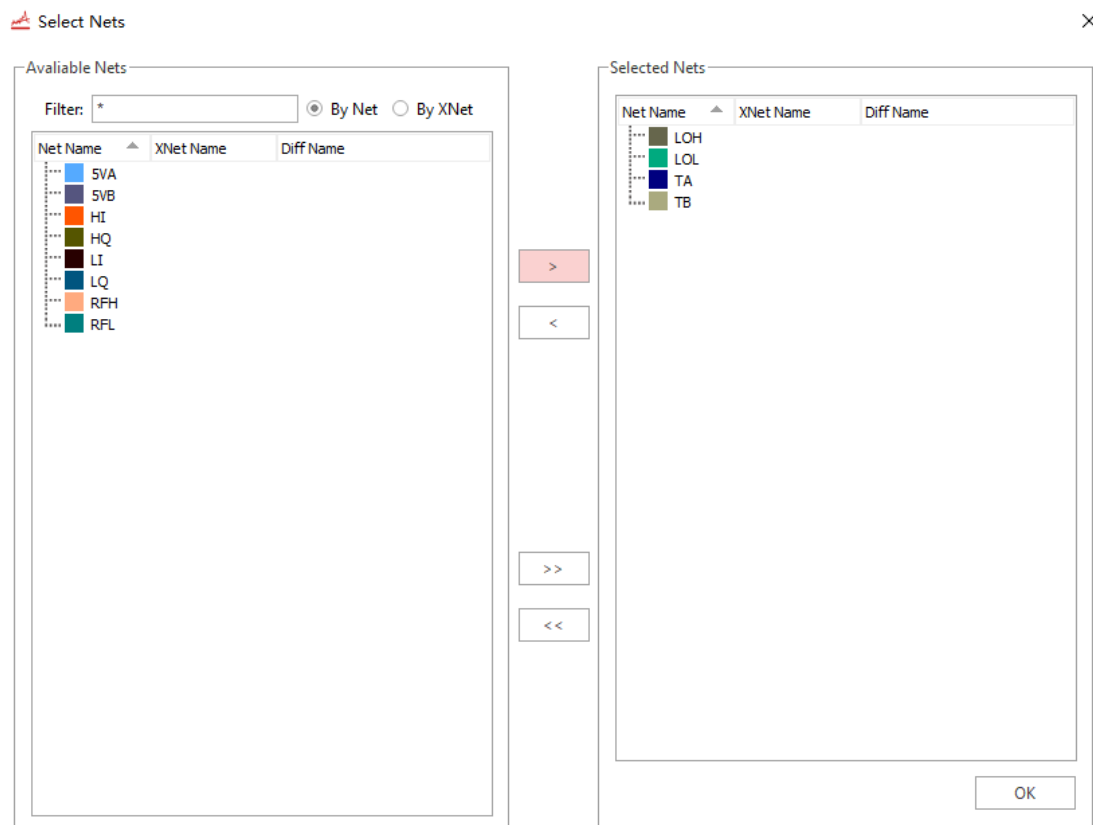 Select Nets
Avaliable Nets
Filter: * By Net By XNet
Net Name XNet Name Diff Name
5VA
5VB
HI
HQ
LI
LQ
RFH
RFL
>
<
>>
<<
Selected Nets
Net Name XNet Name Diff Name
LOH
LOL
TA
TB
OK